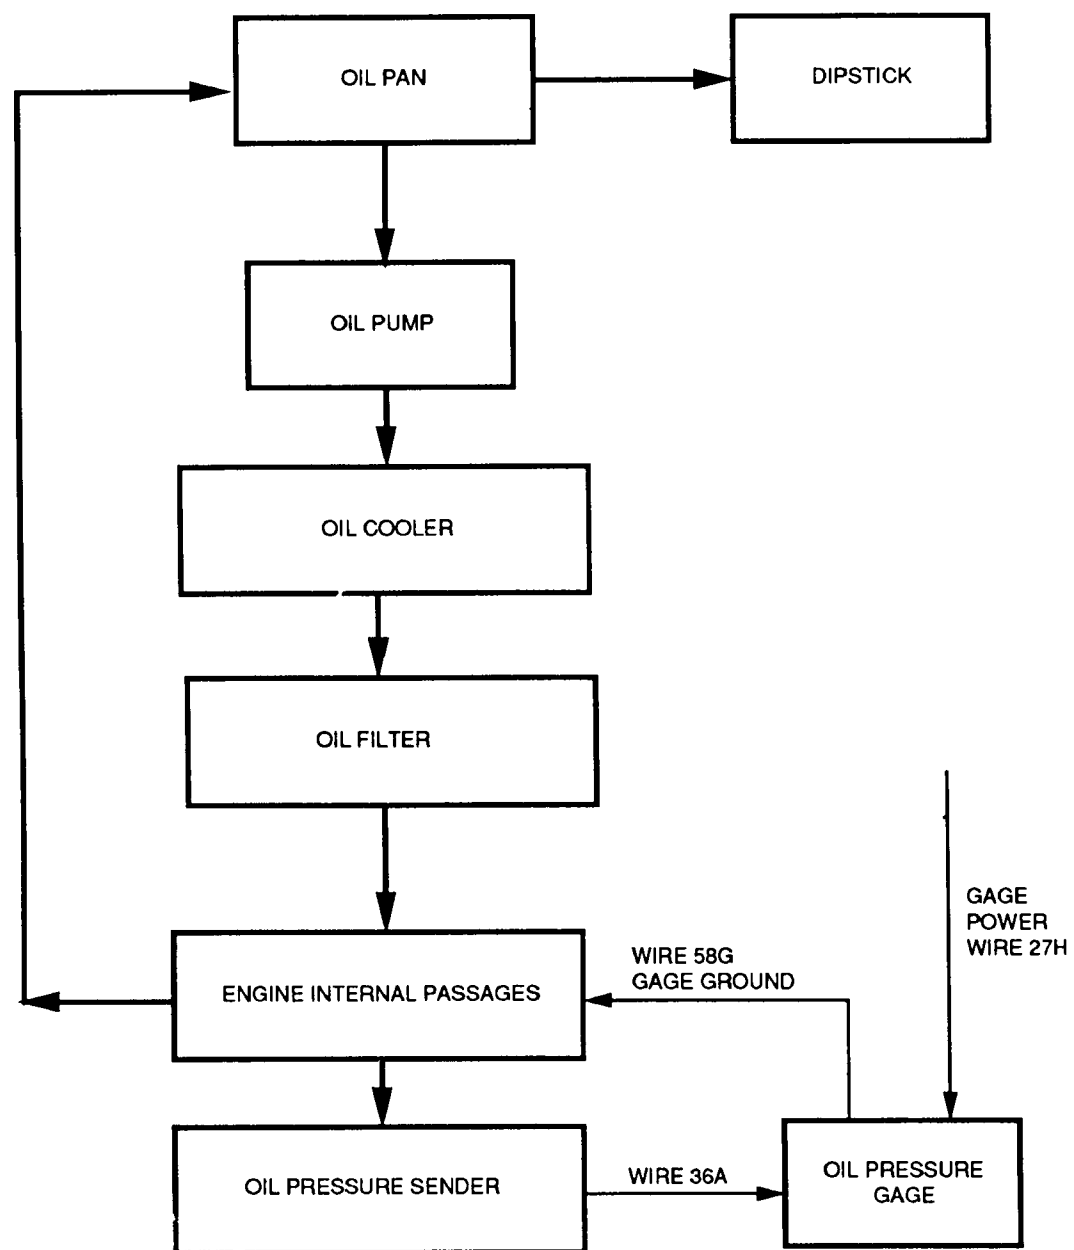 OIL PAN
DIPSTICK
OIL PUMP
OIL COOLER
OIL FILTER
GAGE
POWER
WIRE 27H
WIRE 58G
GAGE GROUND
ENGINE INTERNAL PASSAGES
OIL PRESSURE SENDER
WIRE 36A
OIL PRESSURE
GAGE